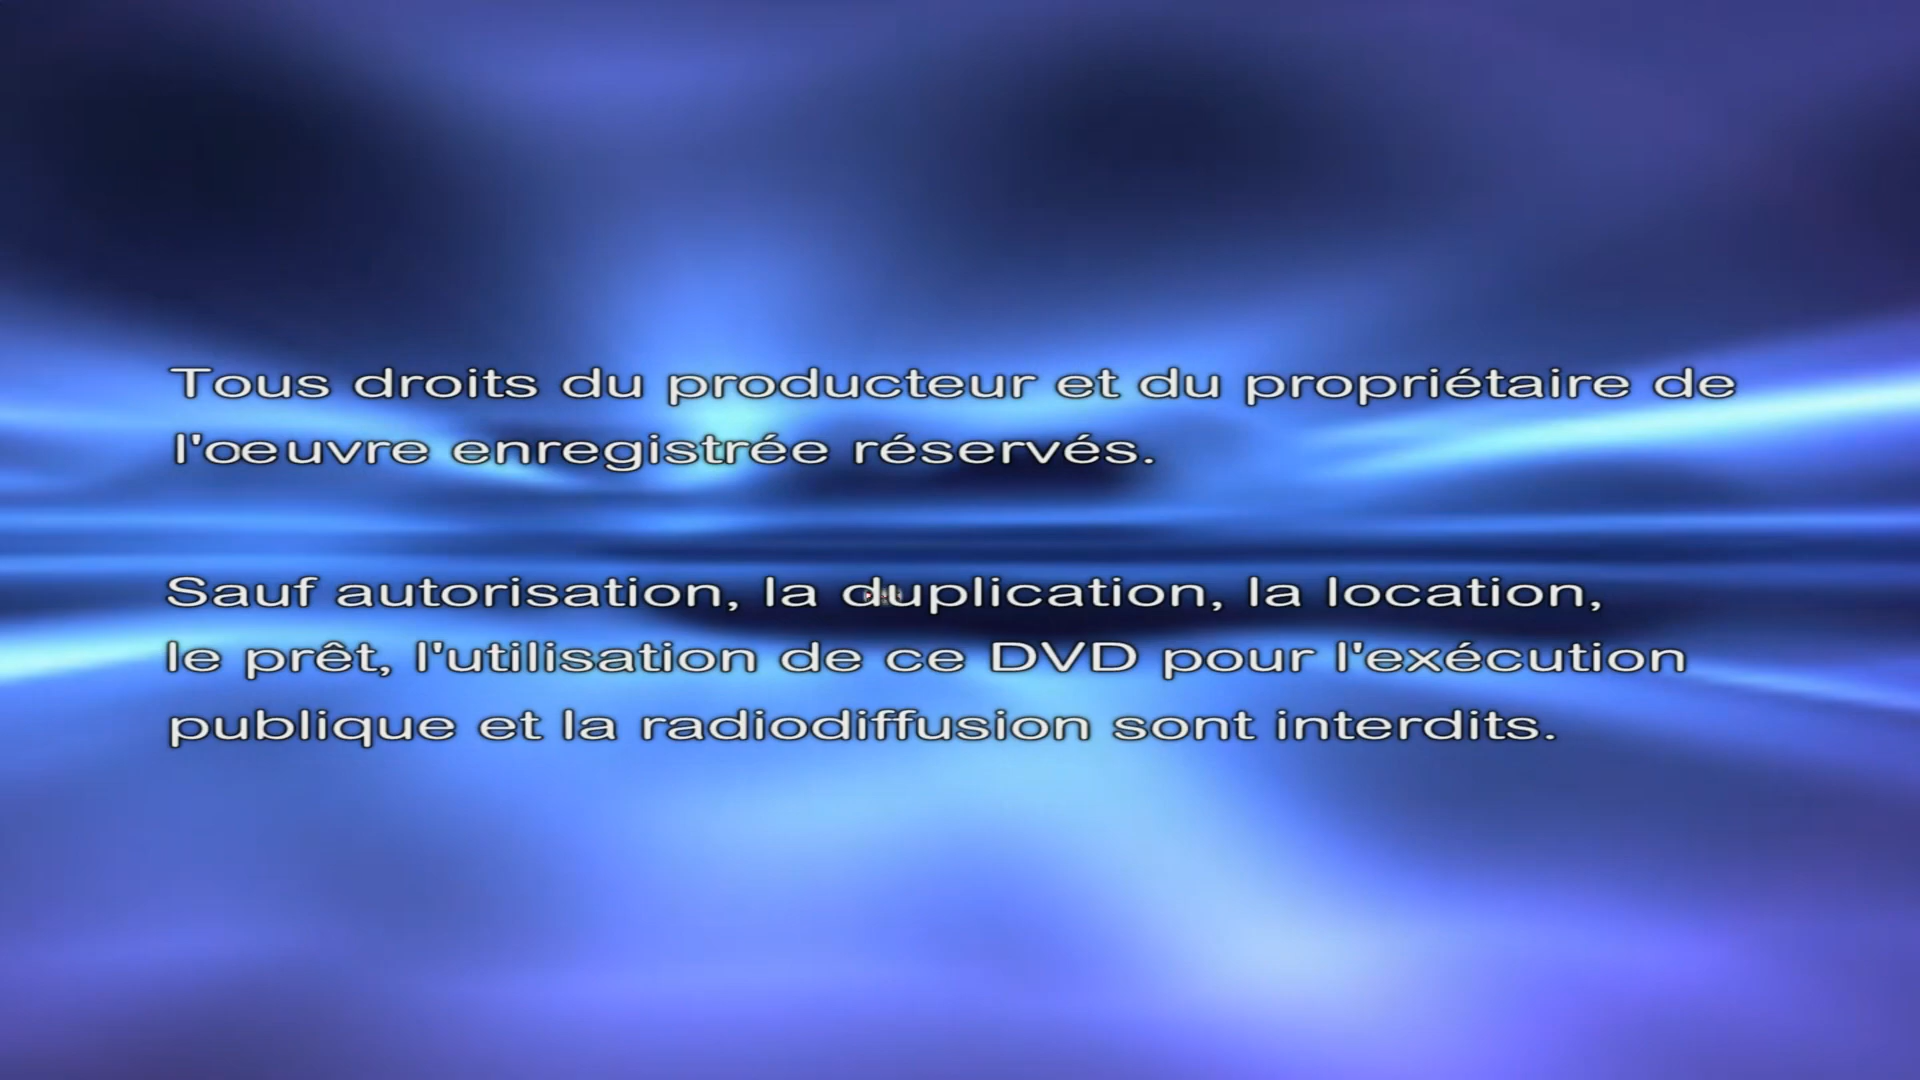 Tous droits du producteur et du propriétaire de
l'oeuvre enregistrée réservés.
Sauf autorisation, la duplication, la location,
le prêt, l'utilisation de ce DVD pour l'exécution
publique et la radiodiffusion sont interdits.